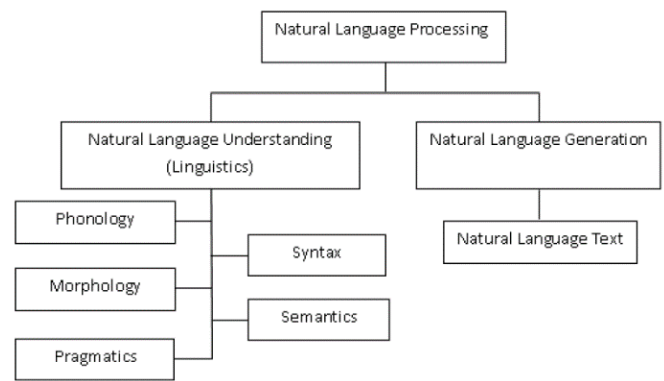 Natural Language Processing
Natural Language Understanding
(Linguistics)
Natural Language Generation
Phonology
Natural Language Text
Syntax
Morphology
Semantics
Pragmatics